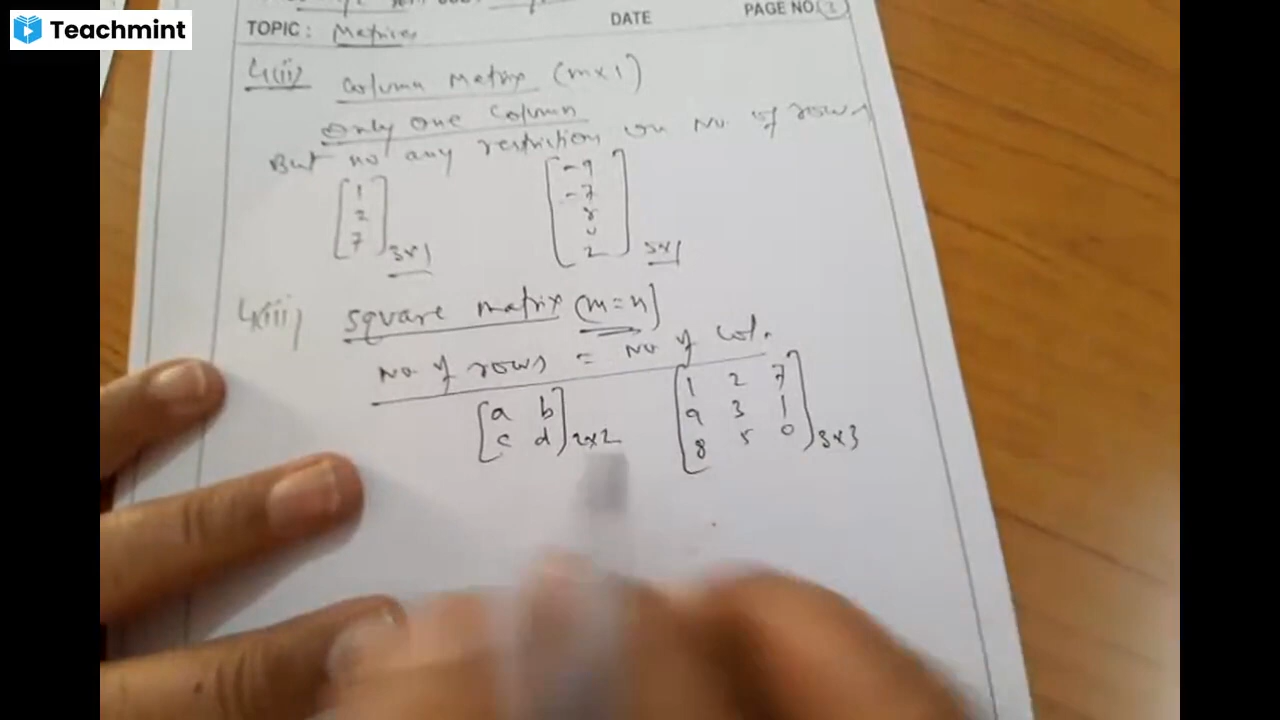 Teachmint
DATE
PAGE NO.
TOPIC : Matrices
4(ii) Column Matrix (m×1)
Only one Column
But no any restriction on No. of rows
[1
2
7]3×1
[-9
-7
8
0
2]5×1
4(iii) square matrix (m=n]
No of rows = No of col.
[a b
c d]2×2
[1 2 7
9 3 1
8 5 0]3×3